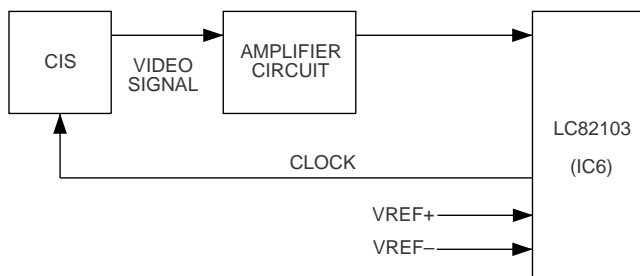 CIS
VIDEO
SIGNAL
AMPLIFIER
CIRCUIT
LC82103
(IC6)
CLOCK
VREF+
VREF–